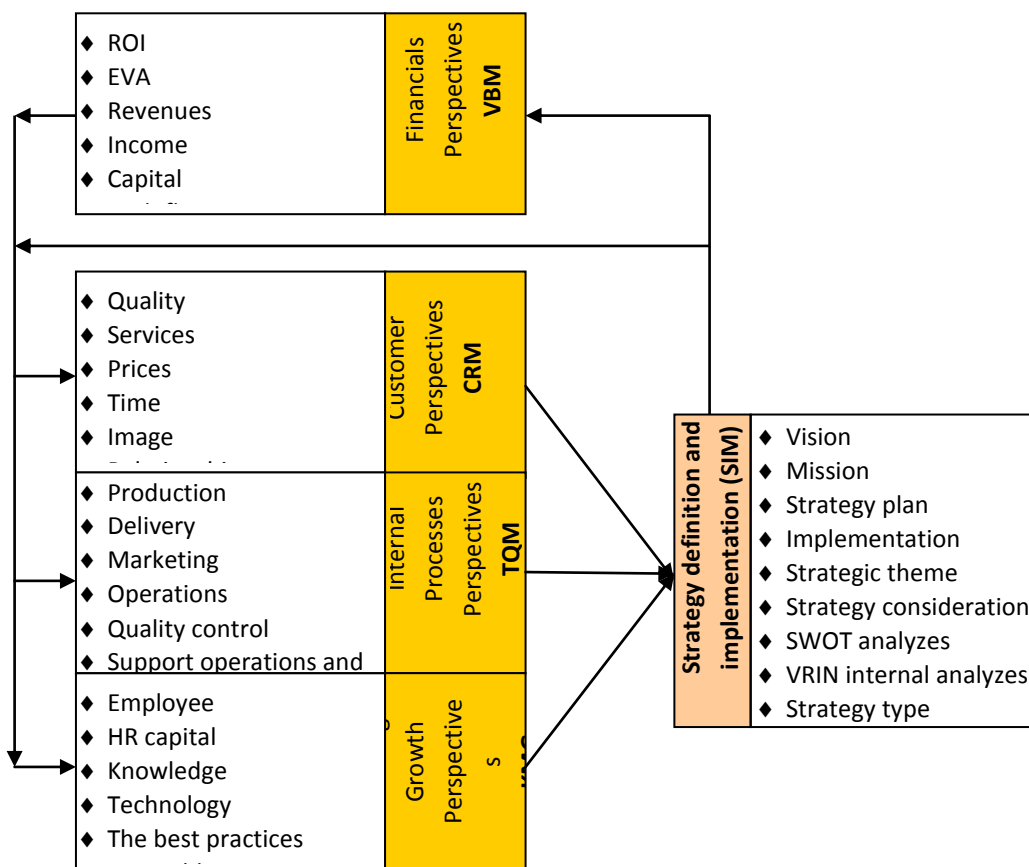 ♦ ROI
♦ EVA
♦ Revenues
♦ Income
♦ Capital
Financials
Perspectives
VBM
♦ Quality
♦ Services
♦ Prices
♦ Time
♦ Image
Customer
Perspectives
CRM
♦ Production
♦ Delivery
♦ Marketing
♦ Operations
♦ Quality control
♦ Support operations and
Internal
Processes
Perspectives
TQM
♦ Employee
♦ HR capital
♦ Knowledge
♦ Technology
♦ The best practices
Growth
Perspective
s
Strategy definition and
implementation (SIM)
♦ Vision
♦ Mission
♦ Strategy plan
♦ Implementation
♦ Strategic theme
♦ Strategy consideration
♦ SWOT analyzes
♦ VRIN internal analyzes
♦ Strategy type